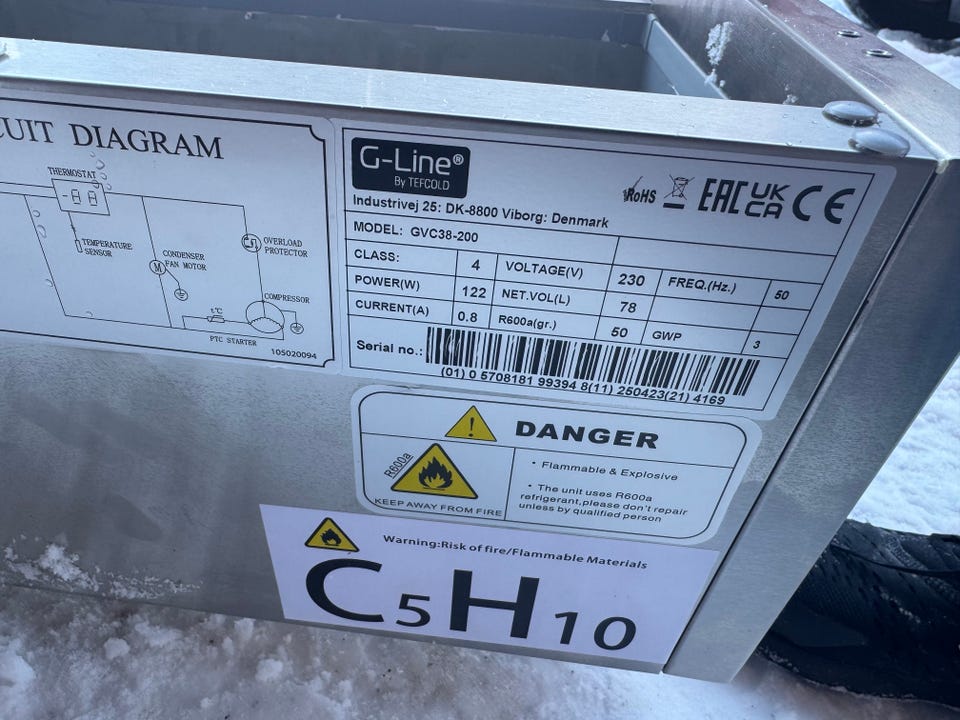 CUIT DIAGRAM
THERMOSTAT
TEMPERATURE
SENSOR
CONDENSER
FAN MOTOR
M
OVERLOAD
PROTECTOR
COMPRESSOR
t°C
PTC STARTER
105020094
G-Line®
By TEFCOLD
RoHS EAC UK CA CE
Industrivej 25: DK-8800 Viborg: Denmark
MODEL: GVC38-200
CLASS: 4 VOLTAGE(V) 230 FREQ.(Hz.) 50
POWER(W) 122 NET.VOL(L) 78
CURRENT(A) 0.8 R600a(gr.) 50 GWP 3
Serial no.:
(01) 0 5708181 99394 8(11) 250423(21) 4169
DANGER
R600a
KEEP AWAY FROM FIRE
• Flammable & Explosive
• The unit uses R600a
refrigerant,please don't repair
unless by qualified person
Warning:Risk of fire/Flammable Materials
C5H10